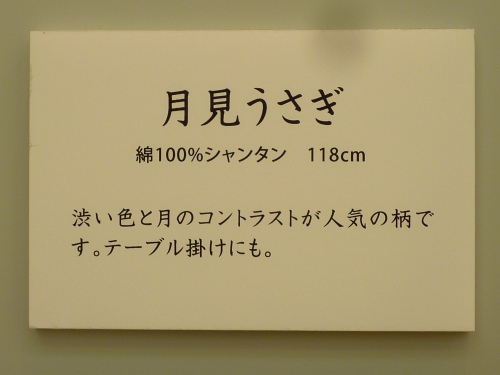 月見うさぎ
綿100%シャンタン　118cm
渋い色と月のコントラストが人気の柄で
す。テーブル掛けにも。